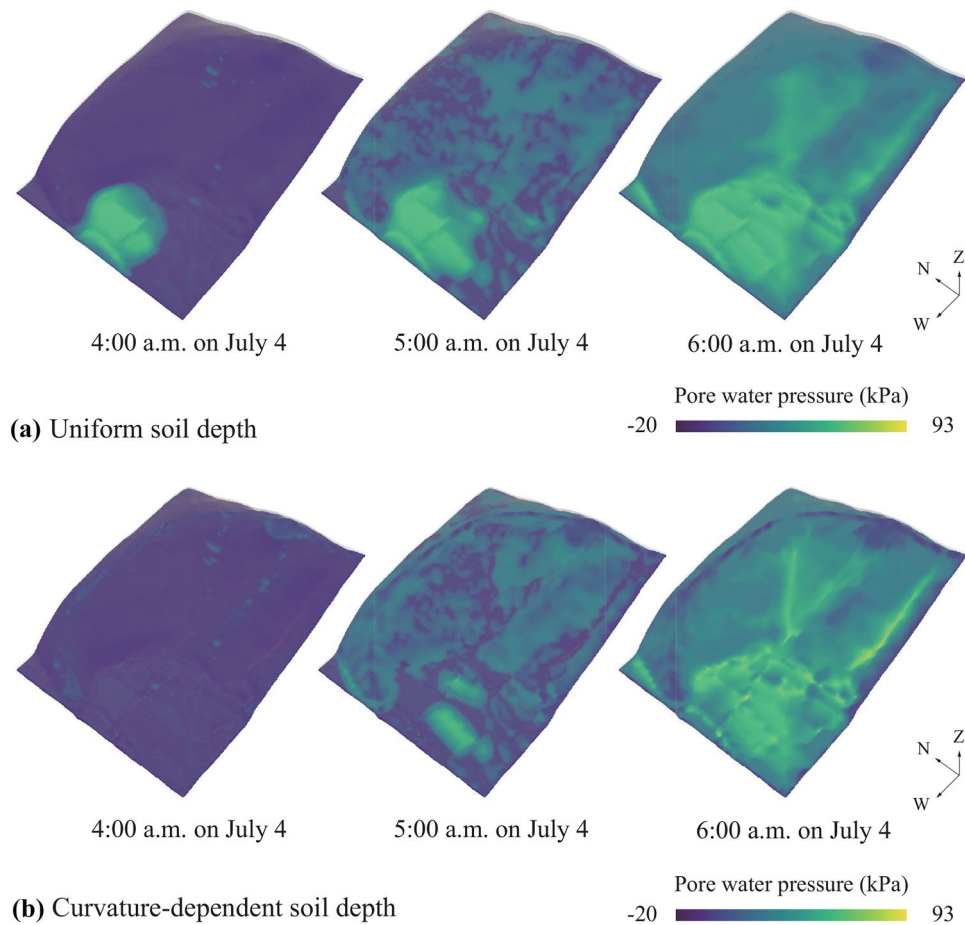 N
Z
W
4:00 a.m. on July 4
5:00 a.m. on July 4
6:00 a.m. on July 4
Pore water pressure (kPa)
-20
93
(a) Uniform soil depth
N
Z
W
4:00 a.m. on July 4
5:00 a.m. on July 4
6:00 a.m. on July 4
Pore water pressure (kPa)
-20
93
(b) Curvature-dependent soil depth